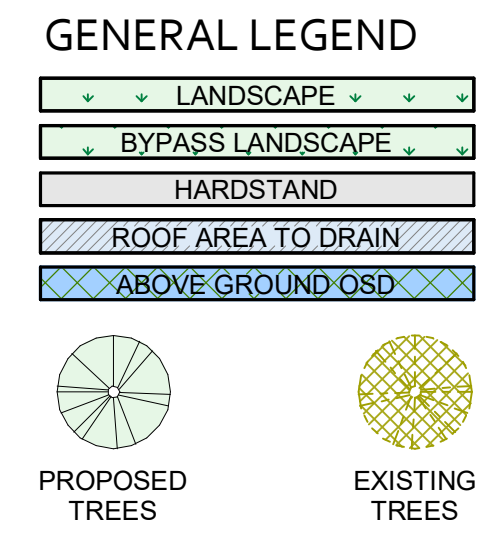 GENERAL LEGEND
LANDSCAPE
BYPASS LANDSCAPE
HARDSTAND
ROOF AREA TO DRAIN
ABOVE GROUND OSD
PROPOSED
TREES
EXISTING
TREES